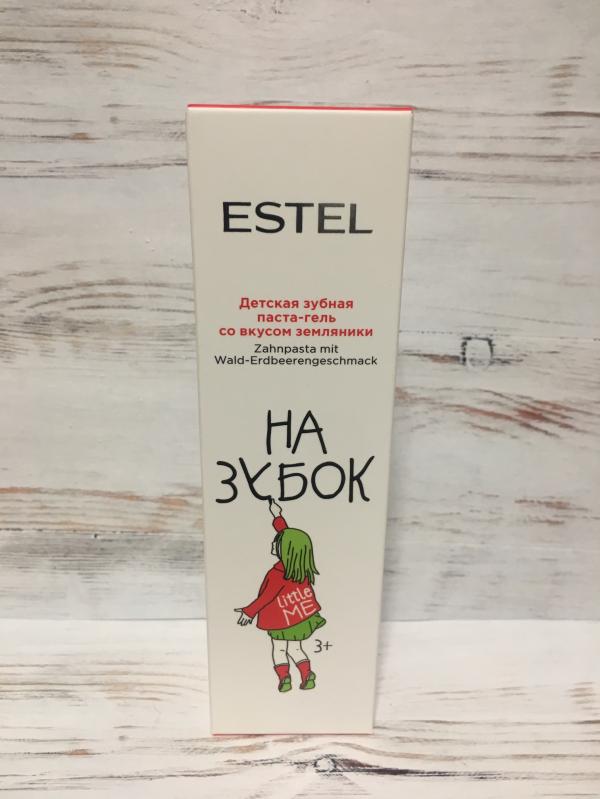 ESTEL
Детская зубная
паста-гель
со вкусом земляники
Zahnpasta mit
Wald-Erdbeerengeschmack
НА
ЗУБОК
little
ME
3+